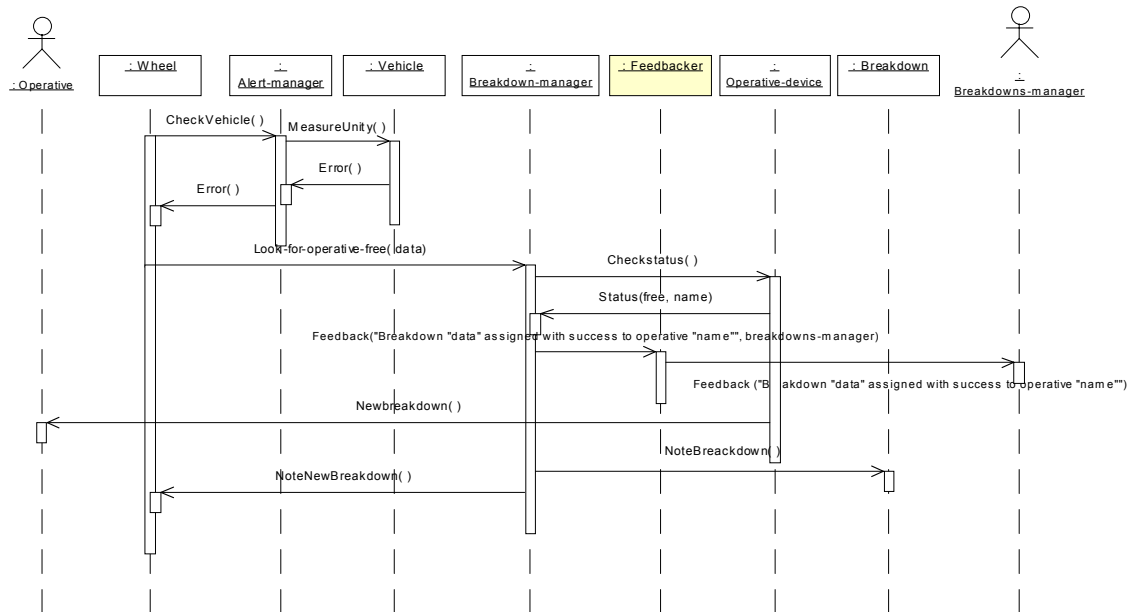 : Operative
: Wheel
:
Alert-manager
: Vehicle
:
Breakdown-manager
: Feedbacker
:
Operative-device
: Breakdown
:
Breakdowns-manager
CheckVehicle( )
MeasureUnity( )
Error( )
Error( )
Look-for-operative-free( data)
Checkstatus( )
Status(free, name)
Feedback("Breakdown "data" assigned with success to operative "name"", breakdowns-manager)
Feedback ("Breakdown "data" assigned with success to operative "name"")
Newbreakdown( )
NoteBreackdown( )
NoteNewBreakdown( )